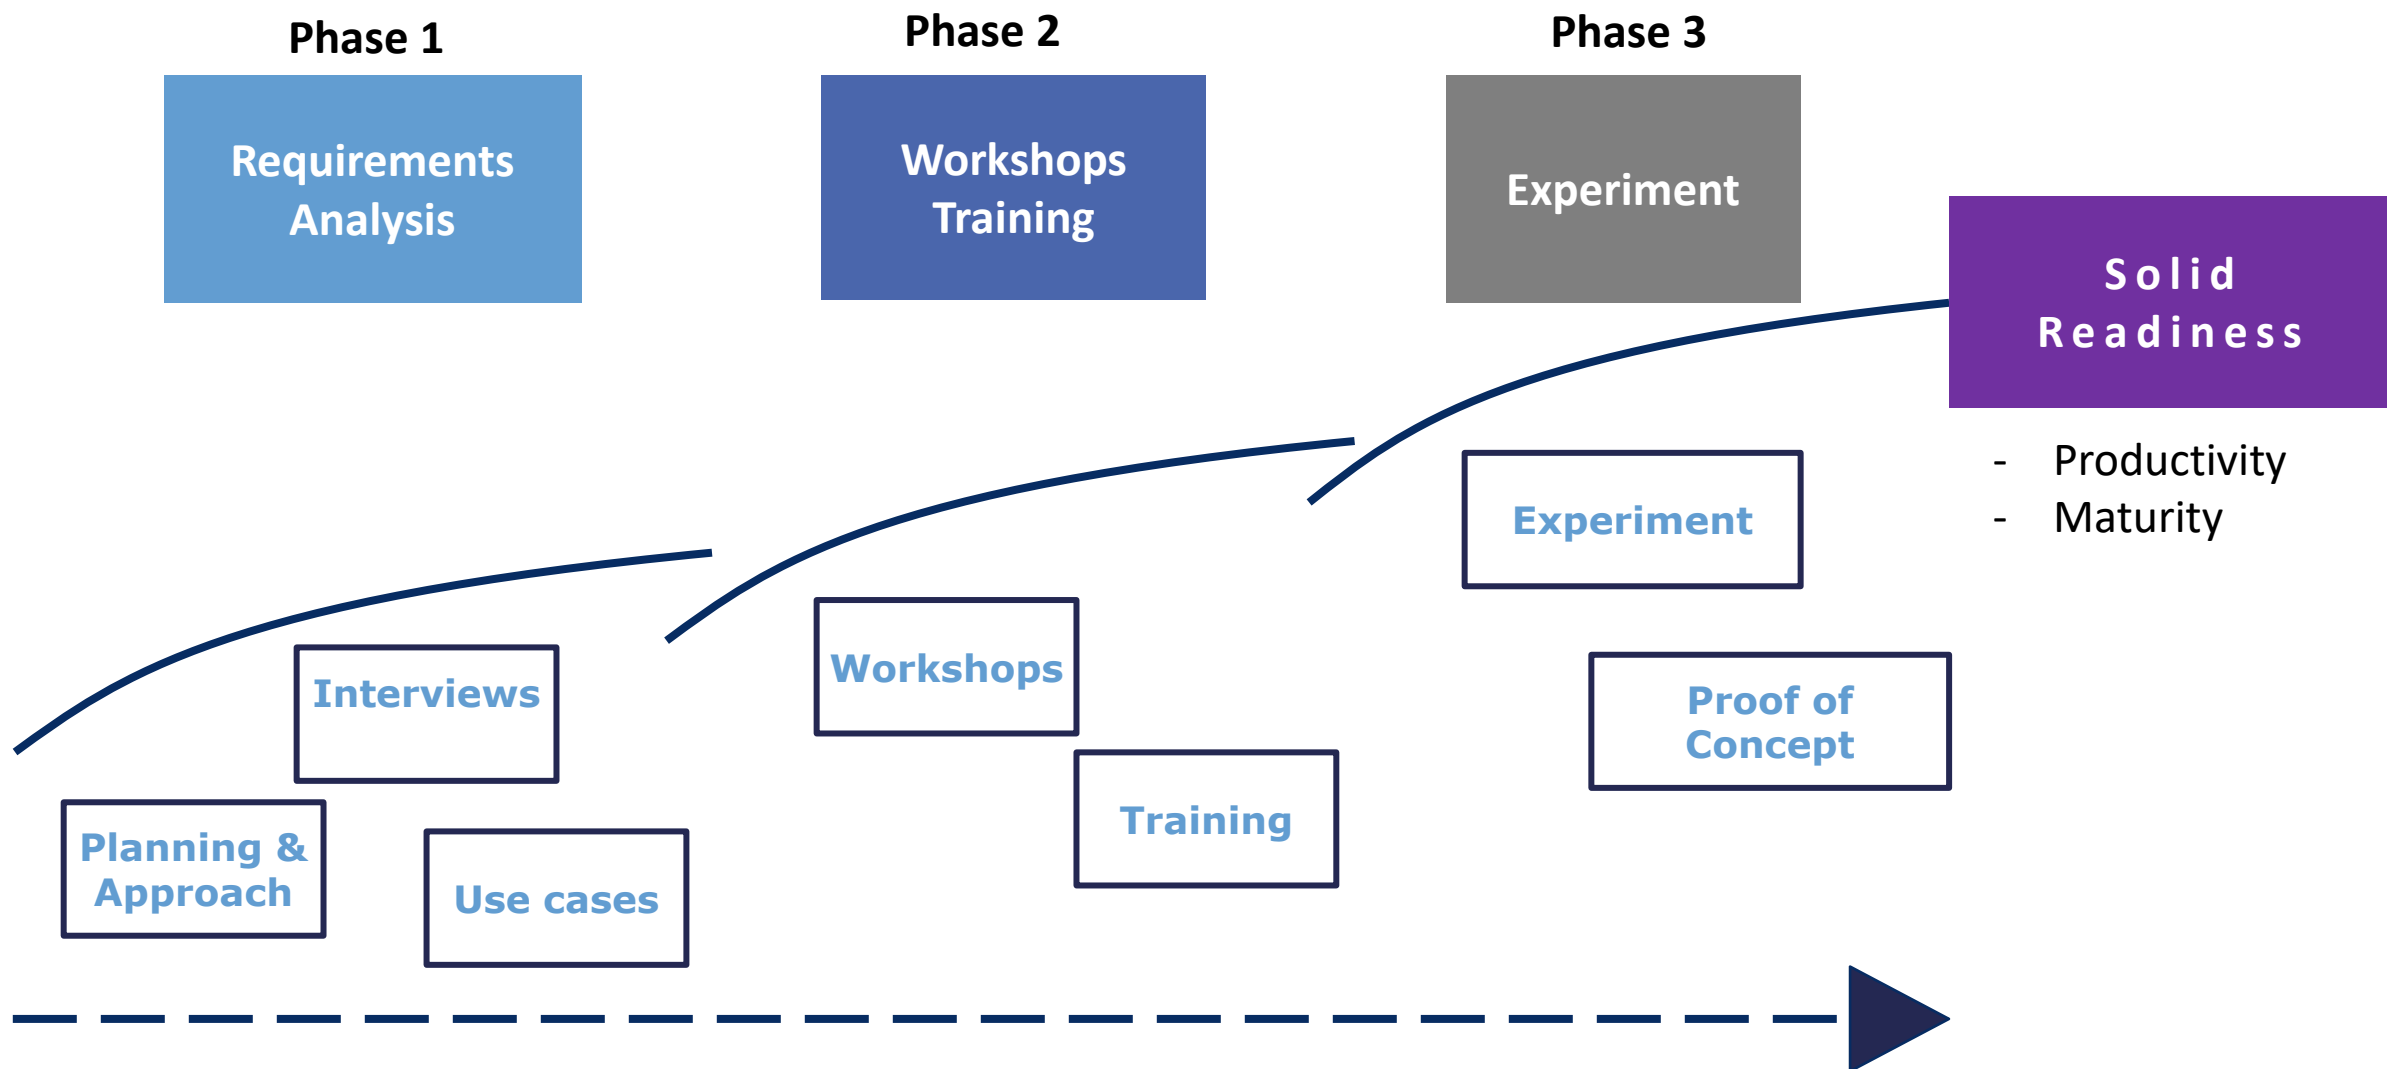 Phase 1
Phase 2
Phase 3
Requirements
Analysis
Workshops
Training
Experiment
Solid
Readiness
- Productivity
- Maturity
Interviews
Planning &
Approach
Use cases
Workshops
Training
Experiment
Proof of
Concept